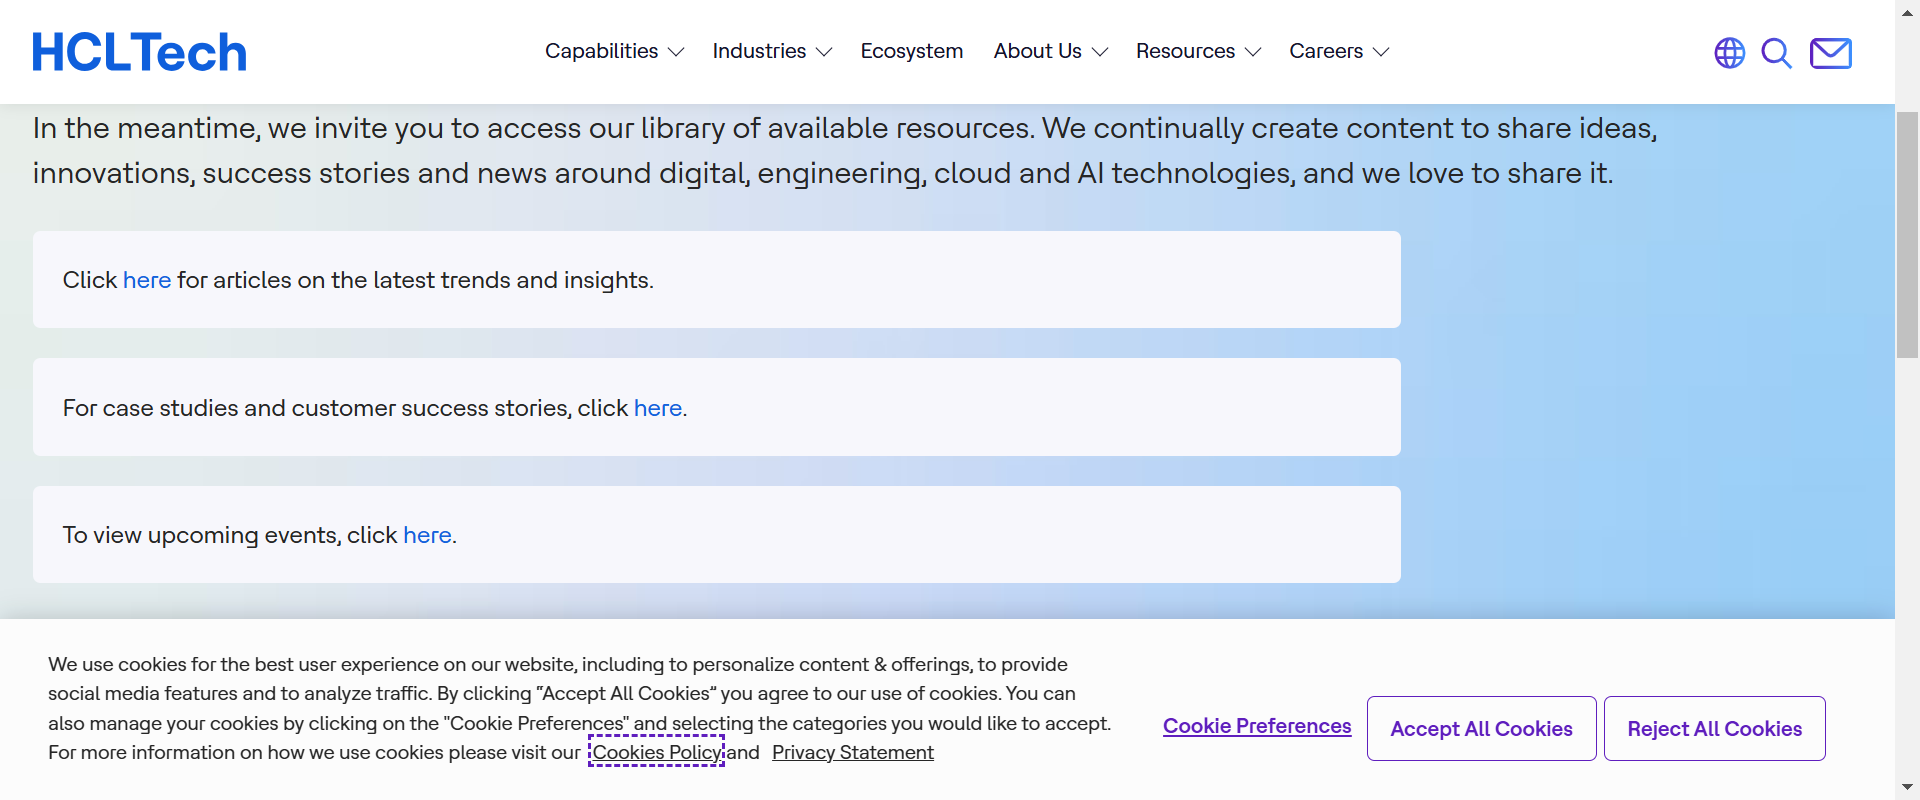 HCLTech
Capabilities Industries Ecosystem About Us Resources Careers
In the meantime, we invite you to access our library of available resources. We continually create content to share ideas,
innovations, success stories and news around digital, engineering, cloud and AI technologies, and we love to share it.
Click here for articles on the latest trends and insights.
For case studies and customer success stories, click here.
To view upcoming events, click here.
We use cookies for the best user experience on our website, including to personalize content & offerings, to provide
social media features and to analyze traffic. By clicking “Accept All Cookies” you agree to our use of cookies. You can
also manage your cookies by clicking on the "Cookie Preferences" and selecting the categories you would like to accept.
For more information on how we use cookies please visit our Cookies Policy and Privacy Statement
Cookie Preferences
Accept All Cookies
Reject All Cookies